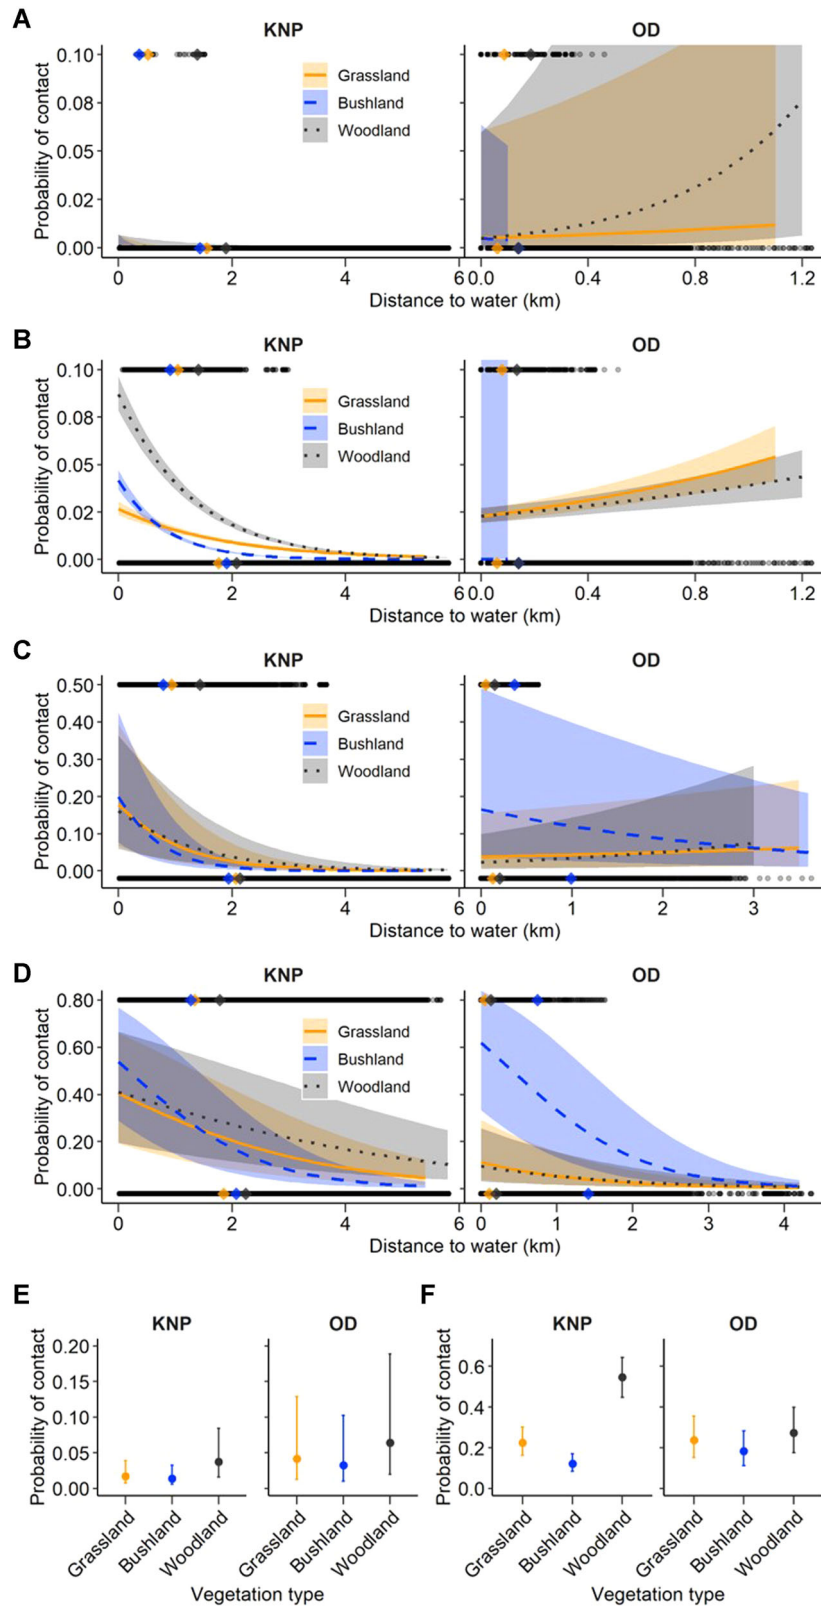 A
KNP
OD
Probability of contact
0.10
0.08
0.05
0.02
0.00
Grassland
Bushland
Woodland
0
2
4
6
0.0
0.4
0.8
1.2
Distance to water (km)
B
KNP
OD
Probability of contact
0.10
0.08
0.05
0.02
0.00
Grassland
Bushland
Woodland
0
2
4
6
0.0
0.4
0.8
1.2
Distance to water (km)
C
KNP
OD
Probability of contact
0.50
0.40
0.30
0.20
0.10
0.00
Grassland
Bushland
Woodland
0
2
4
6
0
1
2
3
Distance to water (km)
D
KNP
OD
Probability of contact
0.80
0.60
0.40
0.20
0.00
Grassland
Bushland
Woodland
0
2
4
6
0
1
2
3
4
Distance to water (km)
E
KNP
OD
Probability of contact
0.20
0.15
0.10
0.05
0.00
Grassland
Bushland
Woodland
Grassland
Bushland
Woodland
Vegetation type
F
KNP
OD
Probability of contact
0.6
0.4
0.2
0.0
Grassland
Bushland
Woodland
Grassland
Bushland
Woodland
Vegetation type